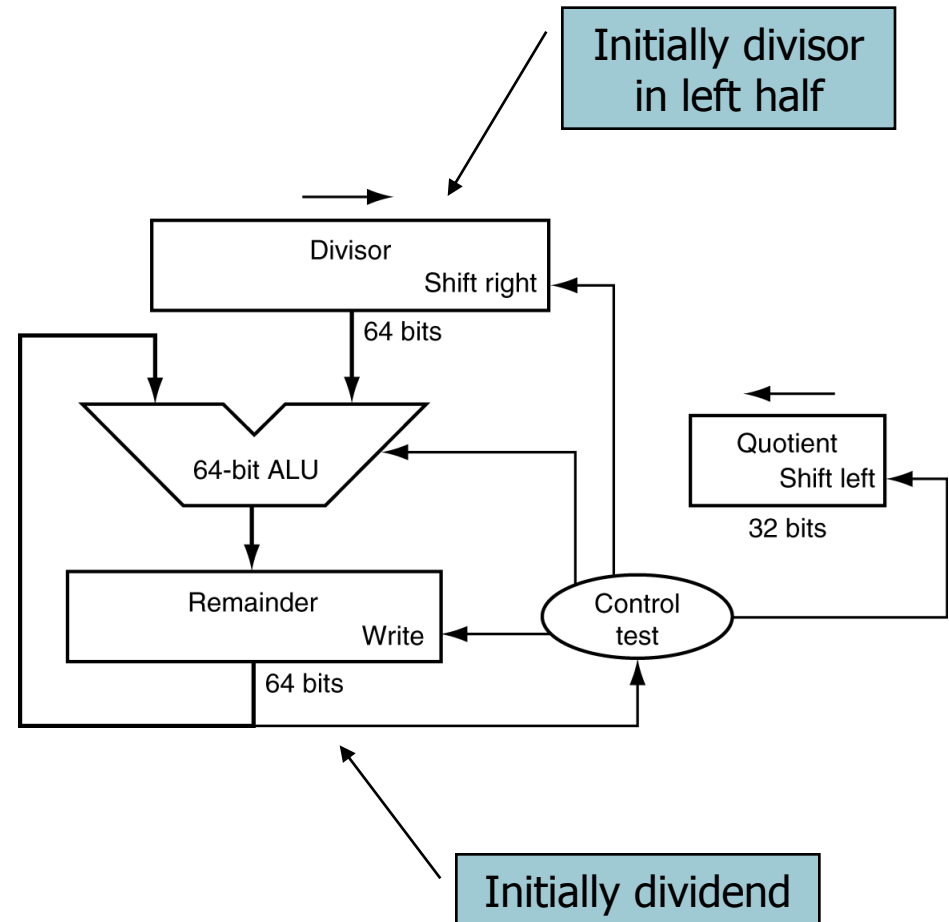 Initially divisor
in left half
Divisor
Shift right
64 bits
64-bit ALU
Quotient
Shift left
32 bits
Remainder
Write
Control
test
64 bits
Initially dividend